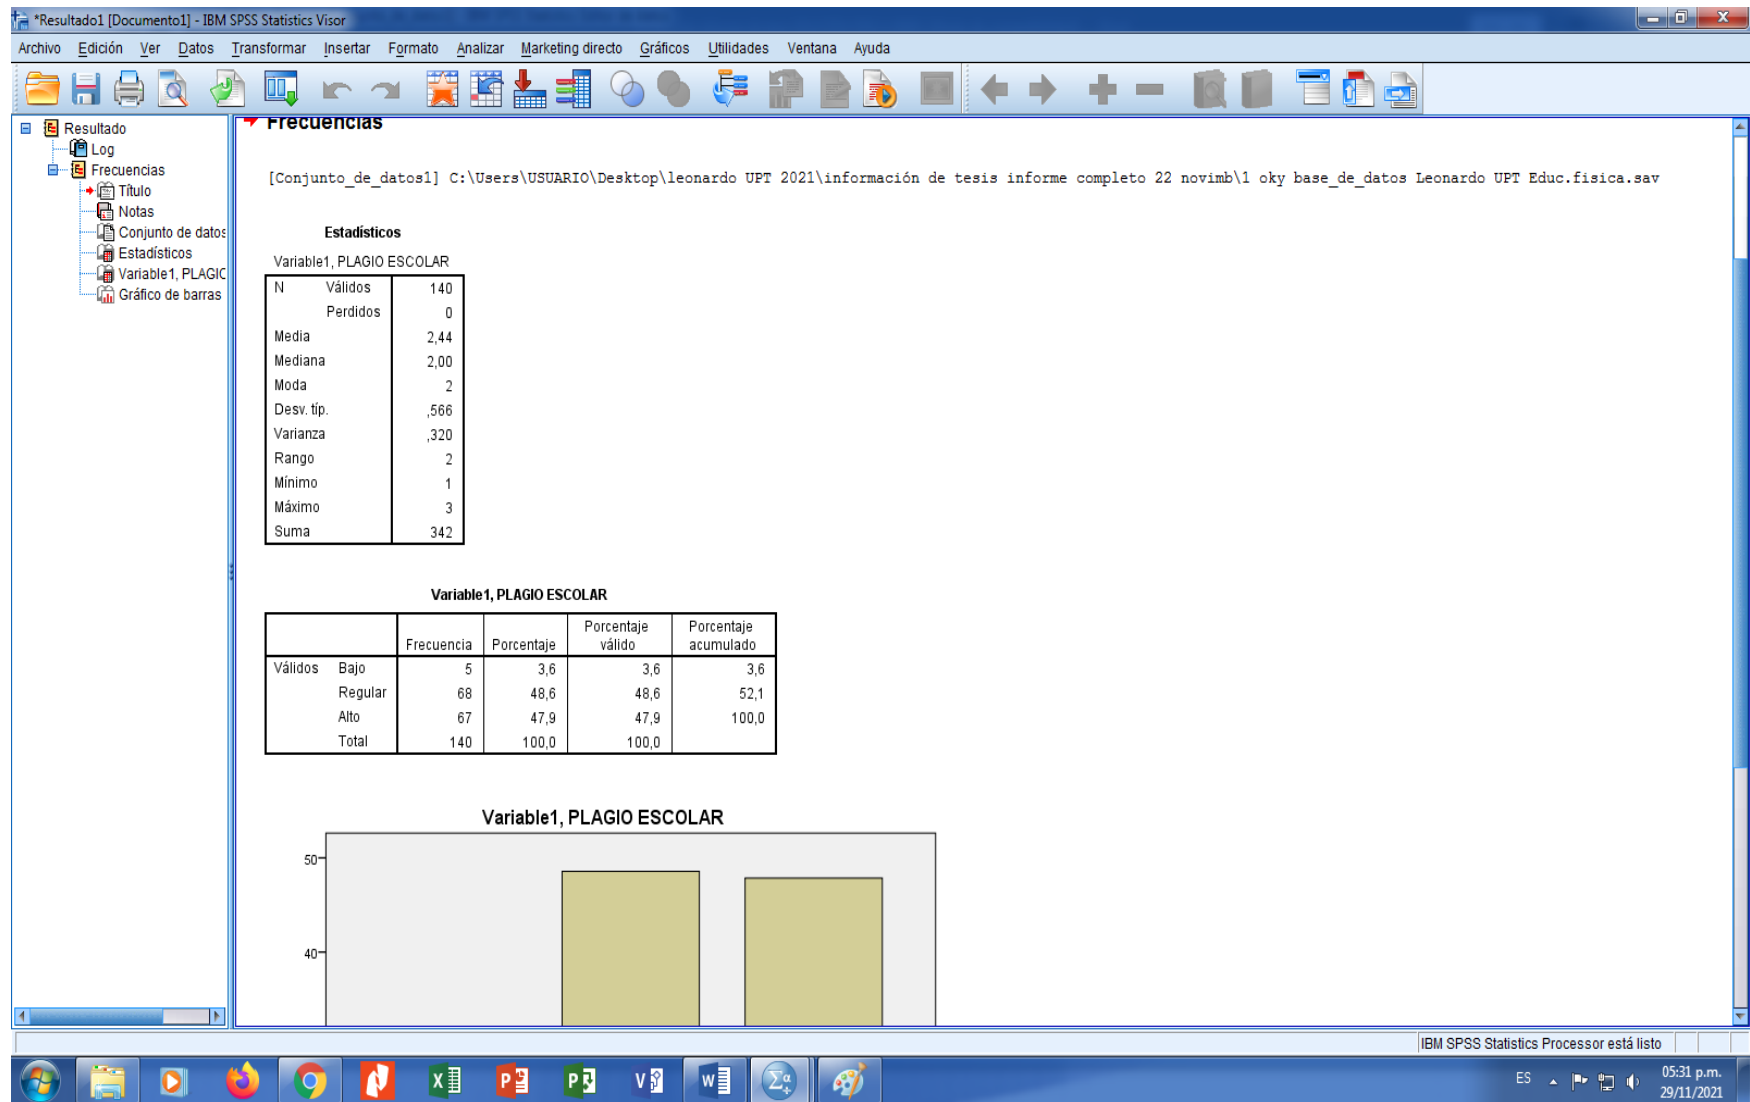 *Resultado1 [Documento1] - IBM SPSS Statistics Visor
Archivo Edición Ver Datos Transformar Insertar Formato Analizar Marketing directo Gráficos Utilidades Ventana Ayuda
Resultado
Log
Frecuencias
Título
Notas
Conjunto de datos
Estadísticos
Variable1, PLAGIO
Gráfico de barras
Frecuencias
[Conjunto_de_datos1] C:\Users\USUARIO\Desktop\leonardo UPT 2021\información de tesis informe completo 22 novimb\1 oky base_de_datos Leonardo UPT Educ.fisica.sav
Estadísticos
Variable1, PLAGIO ESCOLAR
N Válidos 140
Perdidos 0
Media 2,44
Mediana 2,00
Moda 2
Desv. típ. ,566
Varianza ,320
Rango 2
Mínimo 1
Máximo 3
Suma 342
Variable1, PLAGIO ESCOLAR
Frecuencia Porcentaje Porcentaje válido Porcentaje acumulado
Válidos Bajo 5 3,6 3,6 3,6
Regular 68 48,6 48,6 52,1
Alto 67 47,9 47,9 100,0
Total 140 100,0 100,0
Variable1, PLAGIO ESCOLAR
50
40
IBM SPSS Statistics Processor está listo
ES
05:31 p.m.
29/11/2021